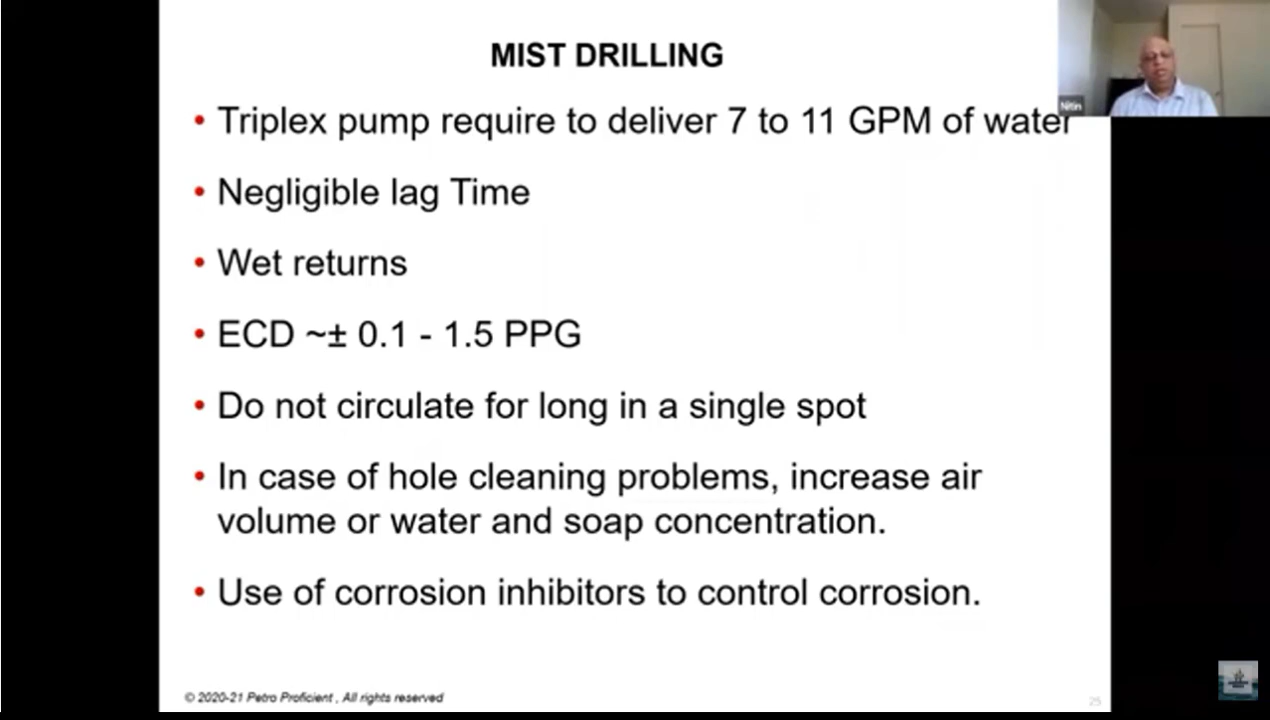 MIST DRILLING
• Triplex pump require to deliver 7 to 11 GPM of water
• Negligible lag Time
• Wet returns
• ECD ~± 0.1 - 1.5 PPG
• Do not circulate for long in a single spot
• In case of hole cleaning problems, increase air
volume or water and soap concentration.
• Use of corrosion inhibitors to control corrosion.
© 2020-21 Petro Proficient , All rights reserved
25
Nitin